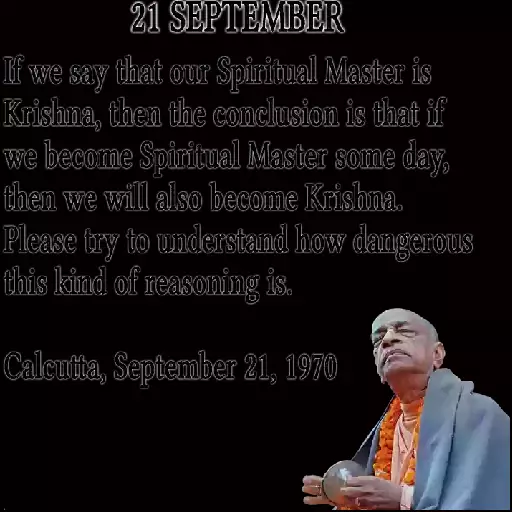 21 SEPTEMBER
If we say that our Spiritual Master is
Krishna, then the conclusion is that if
we become Spiritual Master some day,
then we will also become Krishna.
Please try to understand how dangerous
this kind of reasoning is.
Calcutta, September 21, 1970